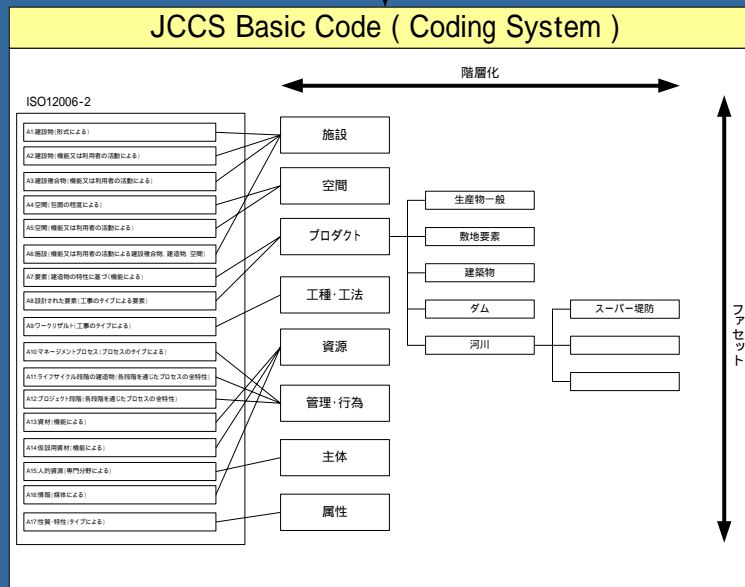 JCCS Basic Code ( Coding System )
階層化
ISO12006-2
A1:建設物(形式による)
A2:建設物(機能又は利用者の活動による)
A3:建設複合物(機能又は利用者の活動による)
A4:空間(包囲の程度による)
A5:空間(機能又は利用者の活動による)
A6:施設(機能又は利用者の活動による建設複合物, 建造物, 空間)
A7:要素(建造物の特性に基づく機能による)
A8:設計された要素(工事のタイプによる要素)
A9:ワークリザルト(工事のタイプによる)
A10:マネージメントプロセス(プロセスのタイプによる)
A11:ライフサイクル段階の建造物(各段階を通じたプロセスの全特性)
A12:プロジェクト段階(各段階を通じたプロセスの全特性)
A13:資材(機能による)
A14:仮設用資材(機能による)
A15:人的資源(専門分野による)
A16:情報(媒体による)
A17:性質・特性(タイプによる)
施設
空間
プロダクト
工種・工法
資源
管理・行為
主体
属性
生産物一般
敷地要素
建築物
ダム
河川
スーパー堤防
ファセット